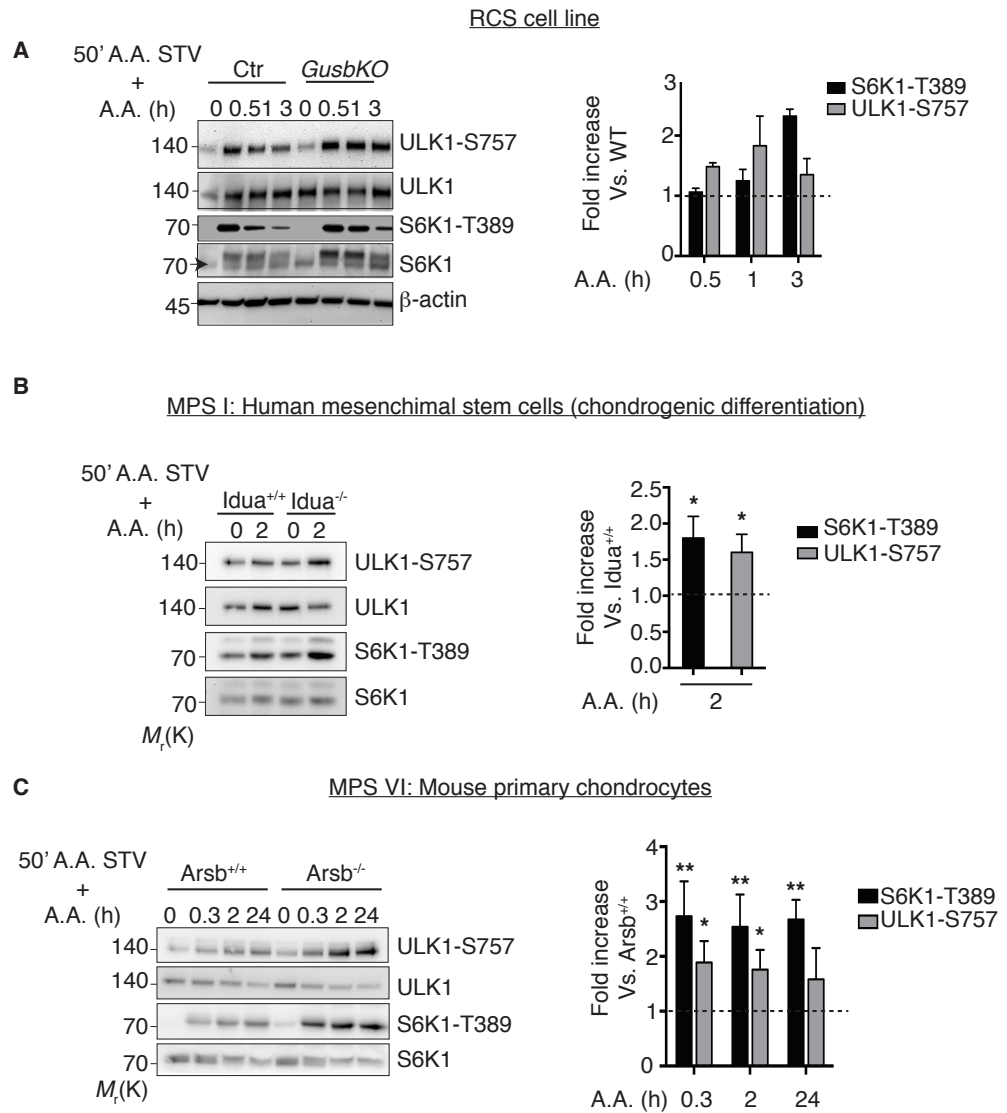 RCS cell line
A
50' A.A. STV
+
A.A. (h)
Ctr GusbKO
0 0.51 3 0 0.51 3
140 ULK1-S757
140 ULK1
70 S6K1-T389
70 S6K1
45 β-actin
Fold increase
Vs. WT
3
2
1
0
A.A. (h) 0.5 1 3
S6K1-T389
ULK1-S757
B
MPS I: Human mesenchimal stem cells (chondrogenic differentiation)
50' A.A. STV
+
A.A. (h)
Idua+/+ Idua-/-
0 2 0 2
140 ULK1-S757
140 ULK1
70 S6K1-T389
70 S6K1
Mr(K)
Fold increase
Vs. Idua+/+
2.5
2.0
1.5
1.0
0.5
0.0
* *
A.A. (h) 2
S6K1-T389
ULK1-S757
C
MPS VI: Mouse primary chondrocytes
50' A.A. STV
+
A.A. (h)
Arsb+/+ Arsb-/-
0 0.3 2 24 0 0.3 2 24
140 ULK1-S757
140 ULK1
70 S6K1-T389
70 S6K1
Mr(K)
Fold increase
Vs. Arsb+/+
4
3
2
1
0
** * ** * **
A.A. (h) 0.3 2 24
S6K1-T389
ULK1-S757